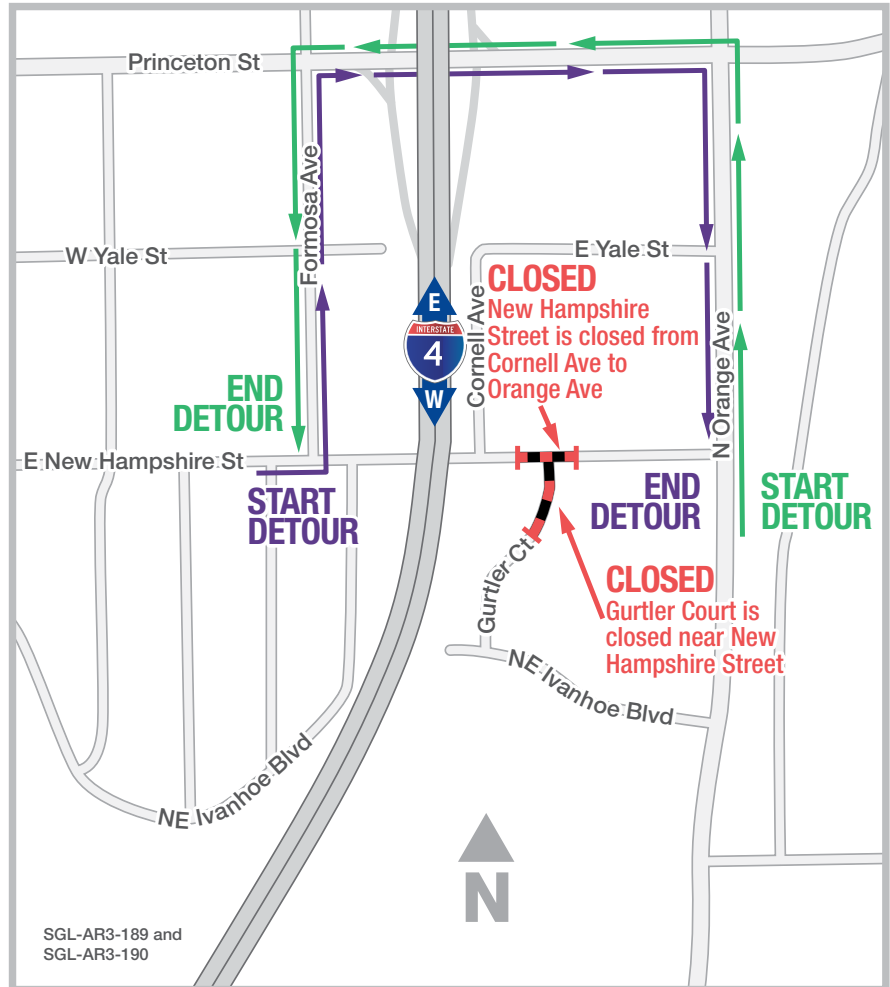 Princeton St
Formosa Ave
W Yale St
E Yale St
E
INTERSTATE
4
W
Cornell Ave
CLOSED
New Hampshire
Street is closed from
Cornell Ave to
Orange Ave
N Orange Ave
END
DETOUR
E New Hampshire St
START
DETOUR
END
DETOUR
START
DETOUR
Gurtler Ct
CLOSED
Gurtler Court is
closed near New
Hampshire Street
NE Ivanhoe Blvd
NE Ivanhoe Blvd
N
SGL-AR3-189 and
SGL-AR3-190